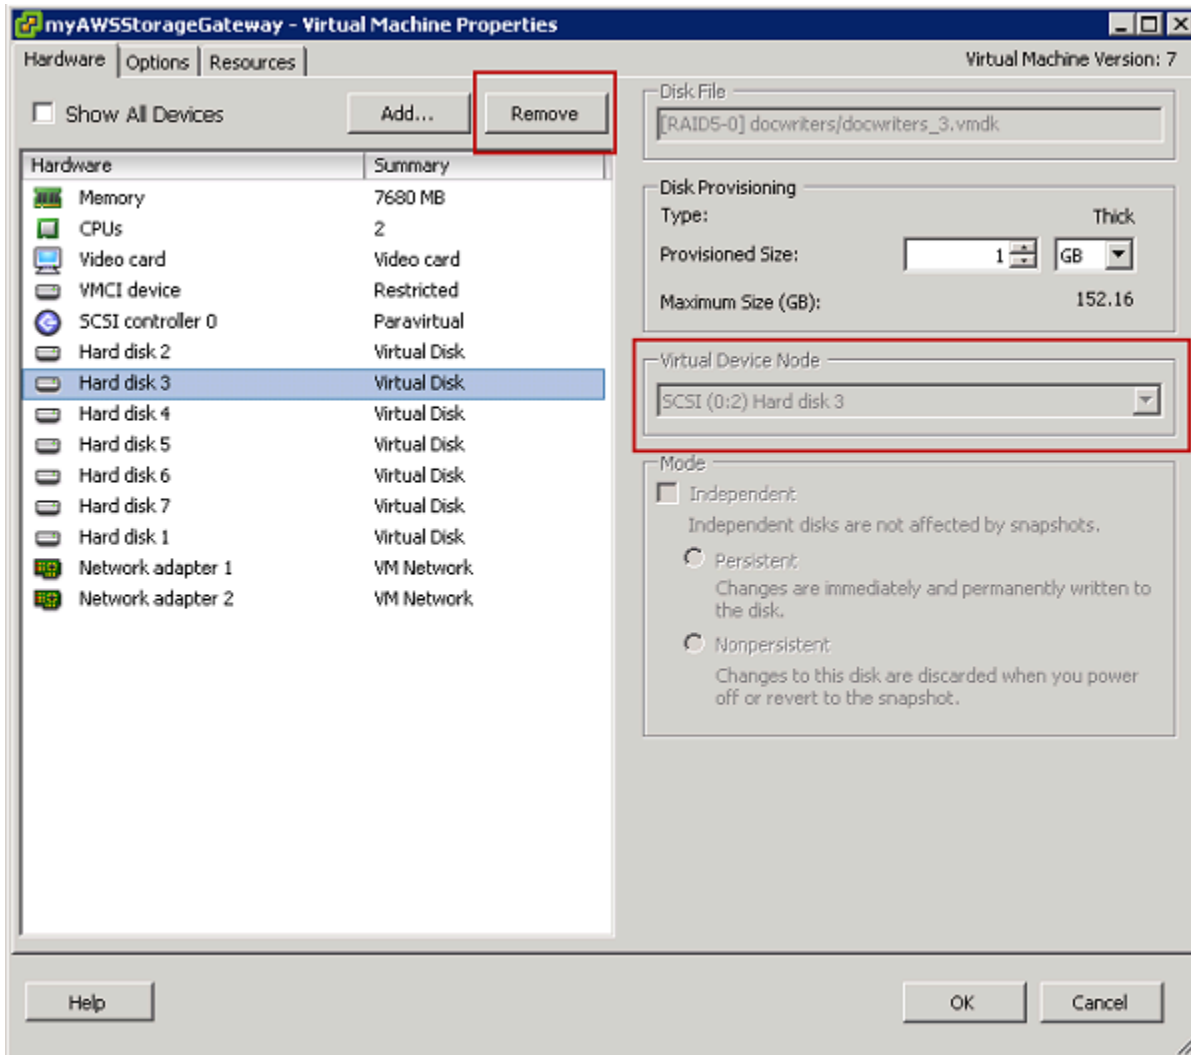 myAWSStorageGateway - Virtual Machine Properties
Hardware Options Resources
Virtual Machine Version: 7
Show All Devices
Add...
Remove
Hardware Summary
Memory 7680 MB
CPUs 2
Video card Video card
VMCI device Restricted
SCSI controller 0 Paravirtual
Hard disk 2 Virtual Disk
Hard disk 3 Virtual Disk
Hard disk 4 Virtual Disk
Hard disk 5 Virtual Disk
Hard disk 6 Virtual Disk
Hard disk 7 Virtual Disk
Hard disk 1 Virtual Disk
Network adapter 1 VM Network
Network adapter 2 VM Network
Disk File
[RAID5-0] docwriters/docwriters_3.vmdk
Disk Provisioning
Type: Thick
Provisioned Size: 1 GB
Maximum Size (GB): 152.16
Virtual Device Node
SCSI (0:2) Hard disk 3
Mode
Independent
Independent disks are not affected by snapshots.
Persistent
Changes are immediately and permanently written to
the disk.
Nonpersistent
Changes to this disk are discarded when you power
off or revert to the snapshot.
Help
OK
Cancel